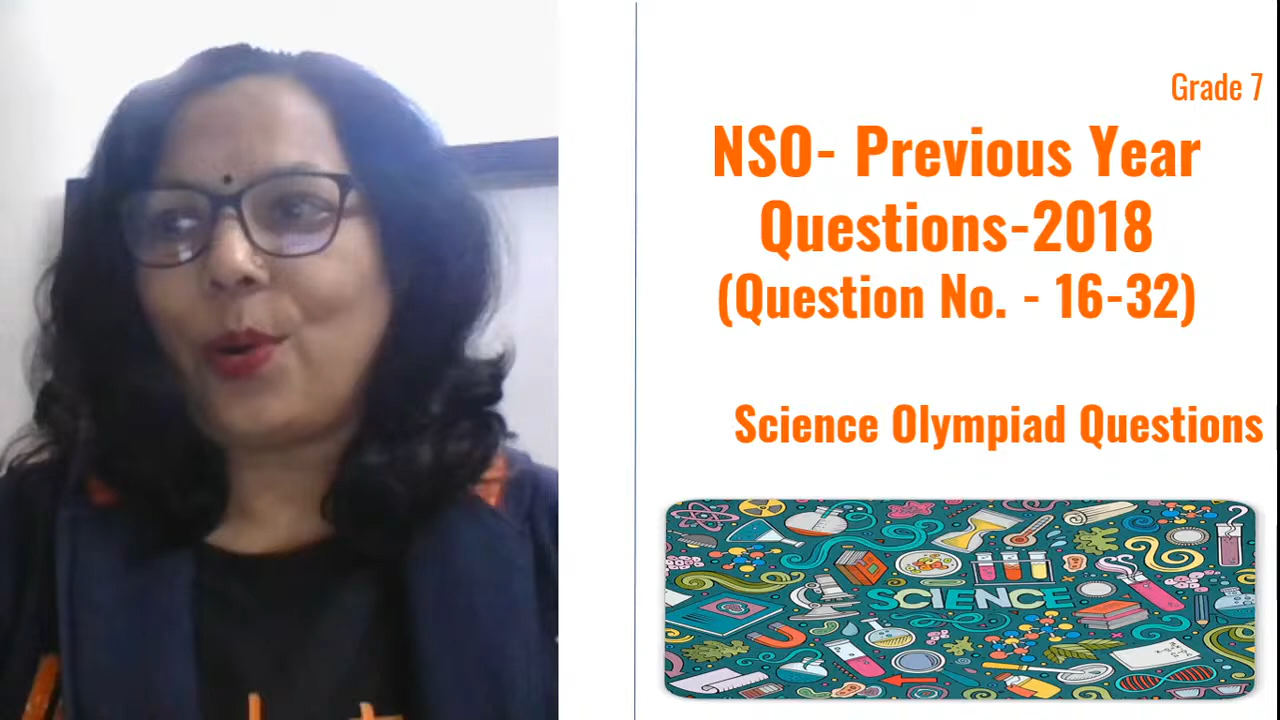 Grade 7
NSO- Previous Year
Questions-2018
(Question No. - 16-32)
Science Olympiad Questions
SCIENCE